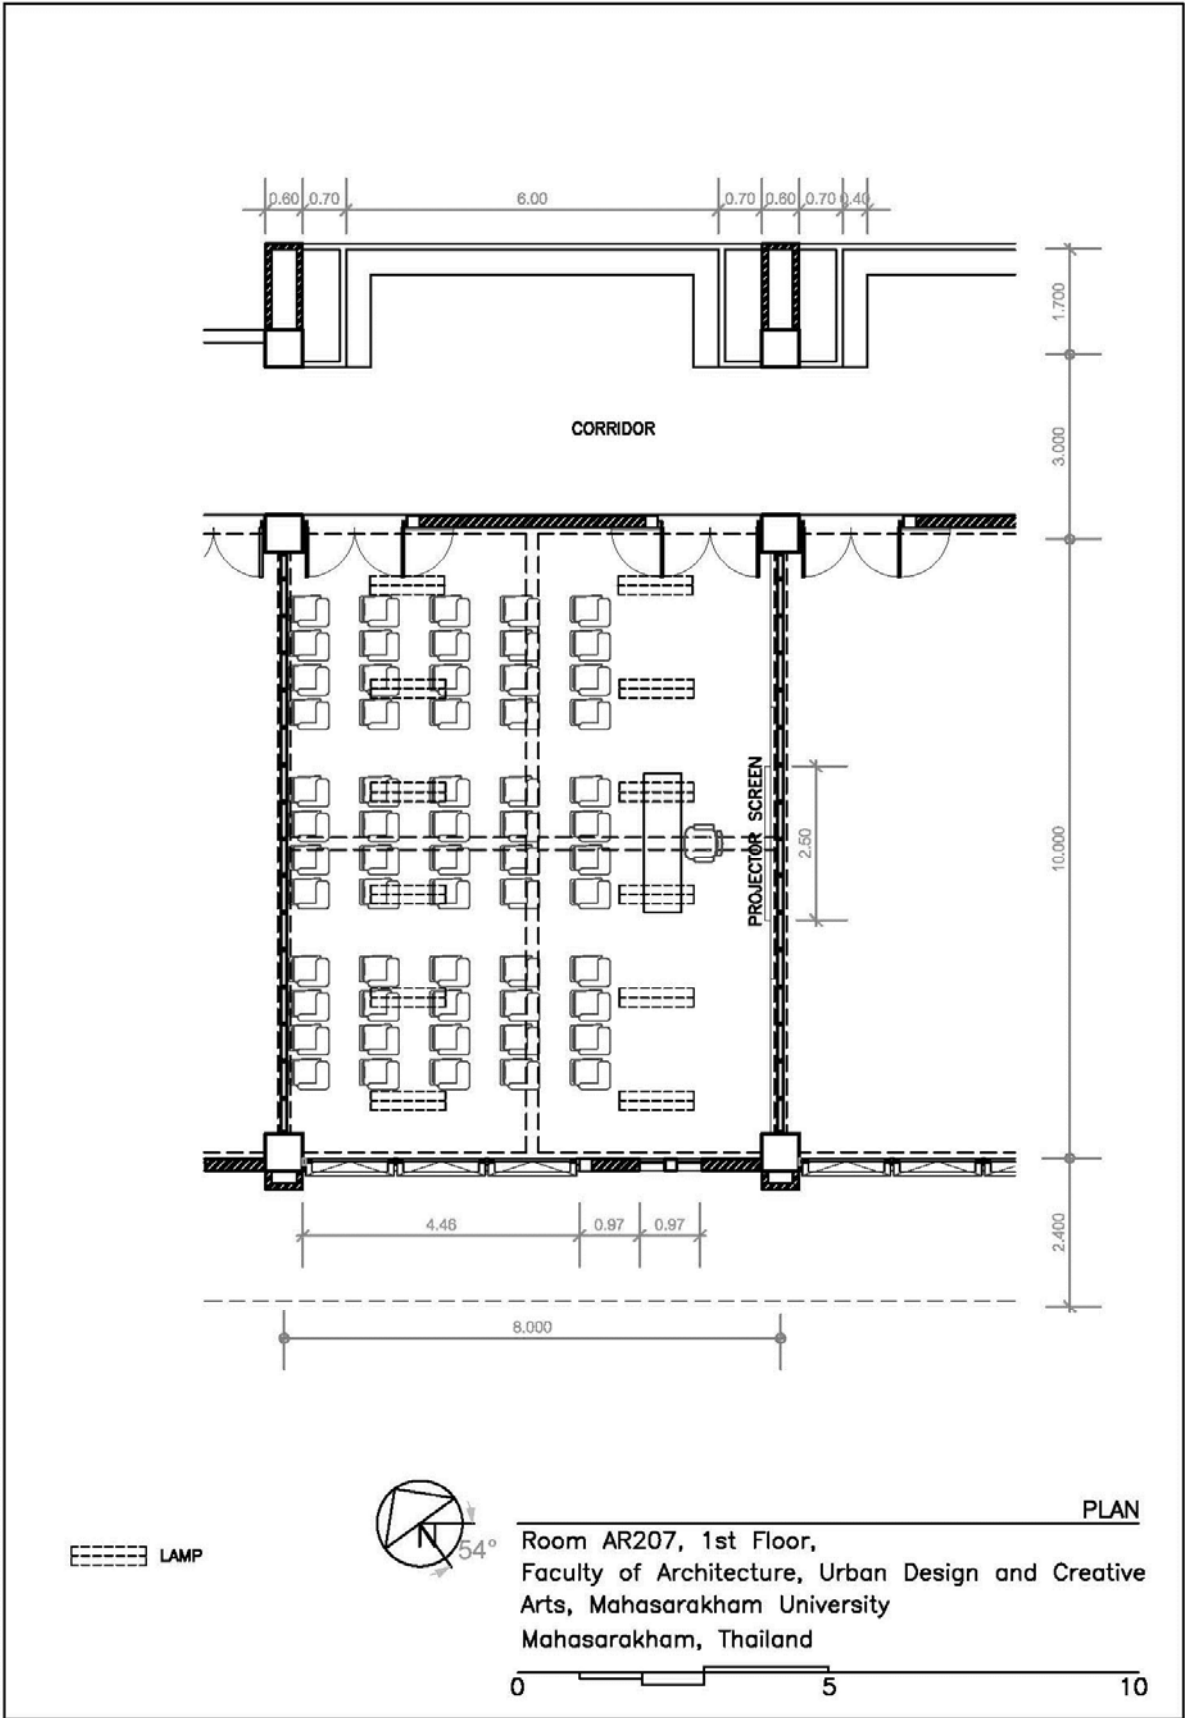 0.60 0.70 6.00 0.70 0.60 0.70 0.40
1.700
CORRIDOR
3.000
PROJECTOR SCREEN
2.50
10.000
4.46 0.97 0.97
2.400
8.000
N
54°
LAMP
PLAN
Room AR207, 1st Floor,
Faculty of Architecture, Urban Design and Creative
Arts, Mahasarakham University
Mahasarakham, Thailand
0 5 10